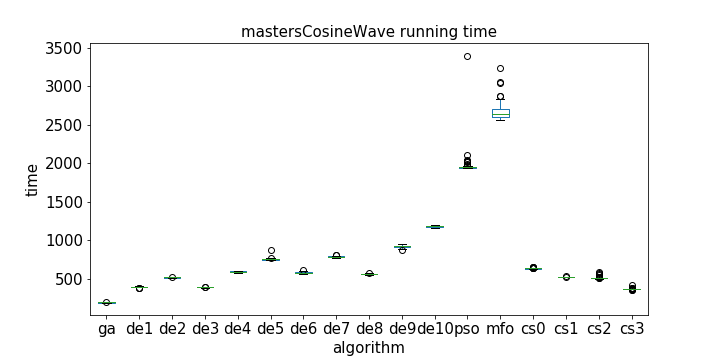 mastersCosineWave running time
3500
3000
2500
2000
1500
1000
500
time
ga de1 de2 de3 de4 de5 de6 de7 de8 de9 de10 pso mfo cs0 cs1 cs2 cs3
algorithm